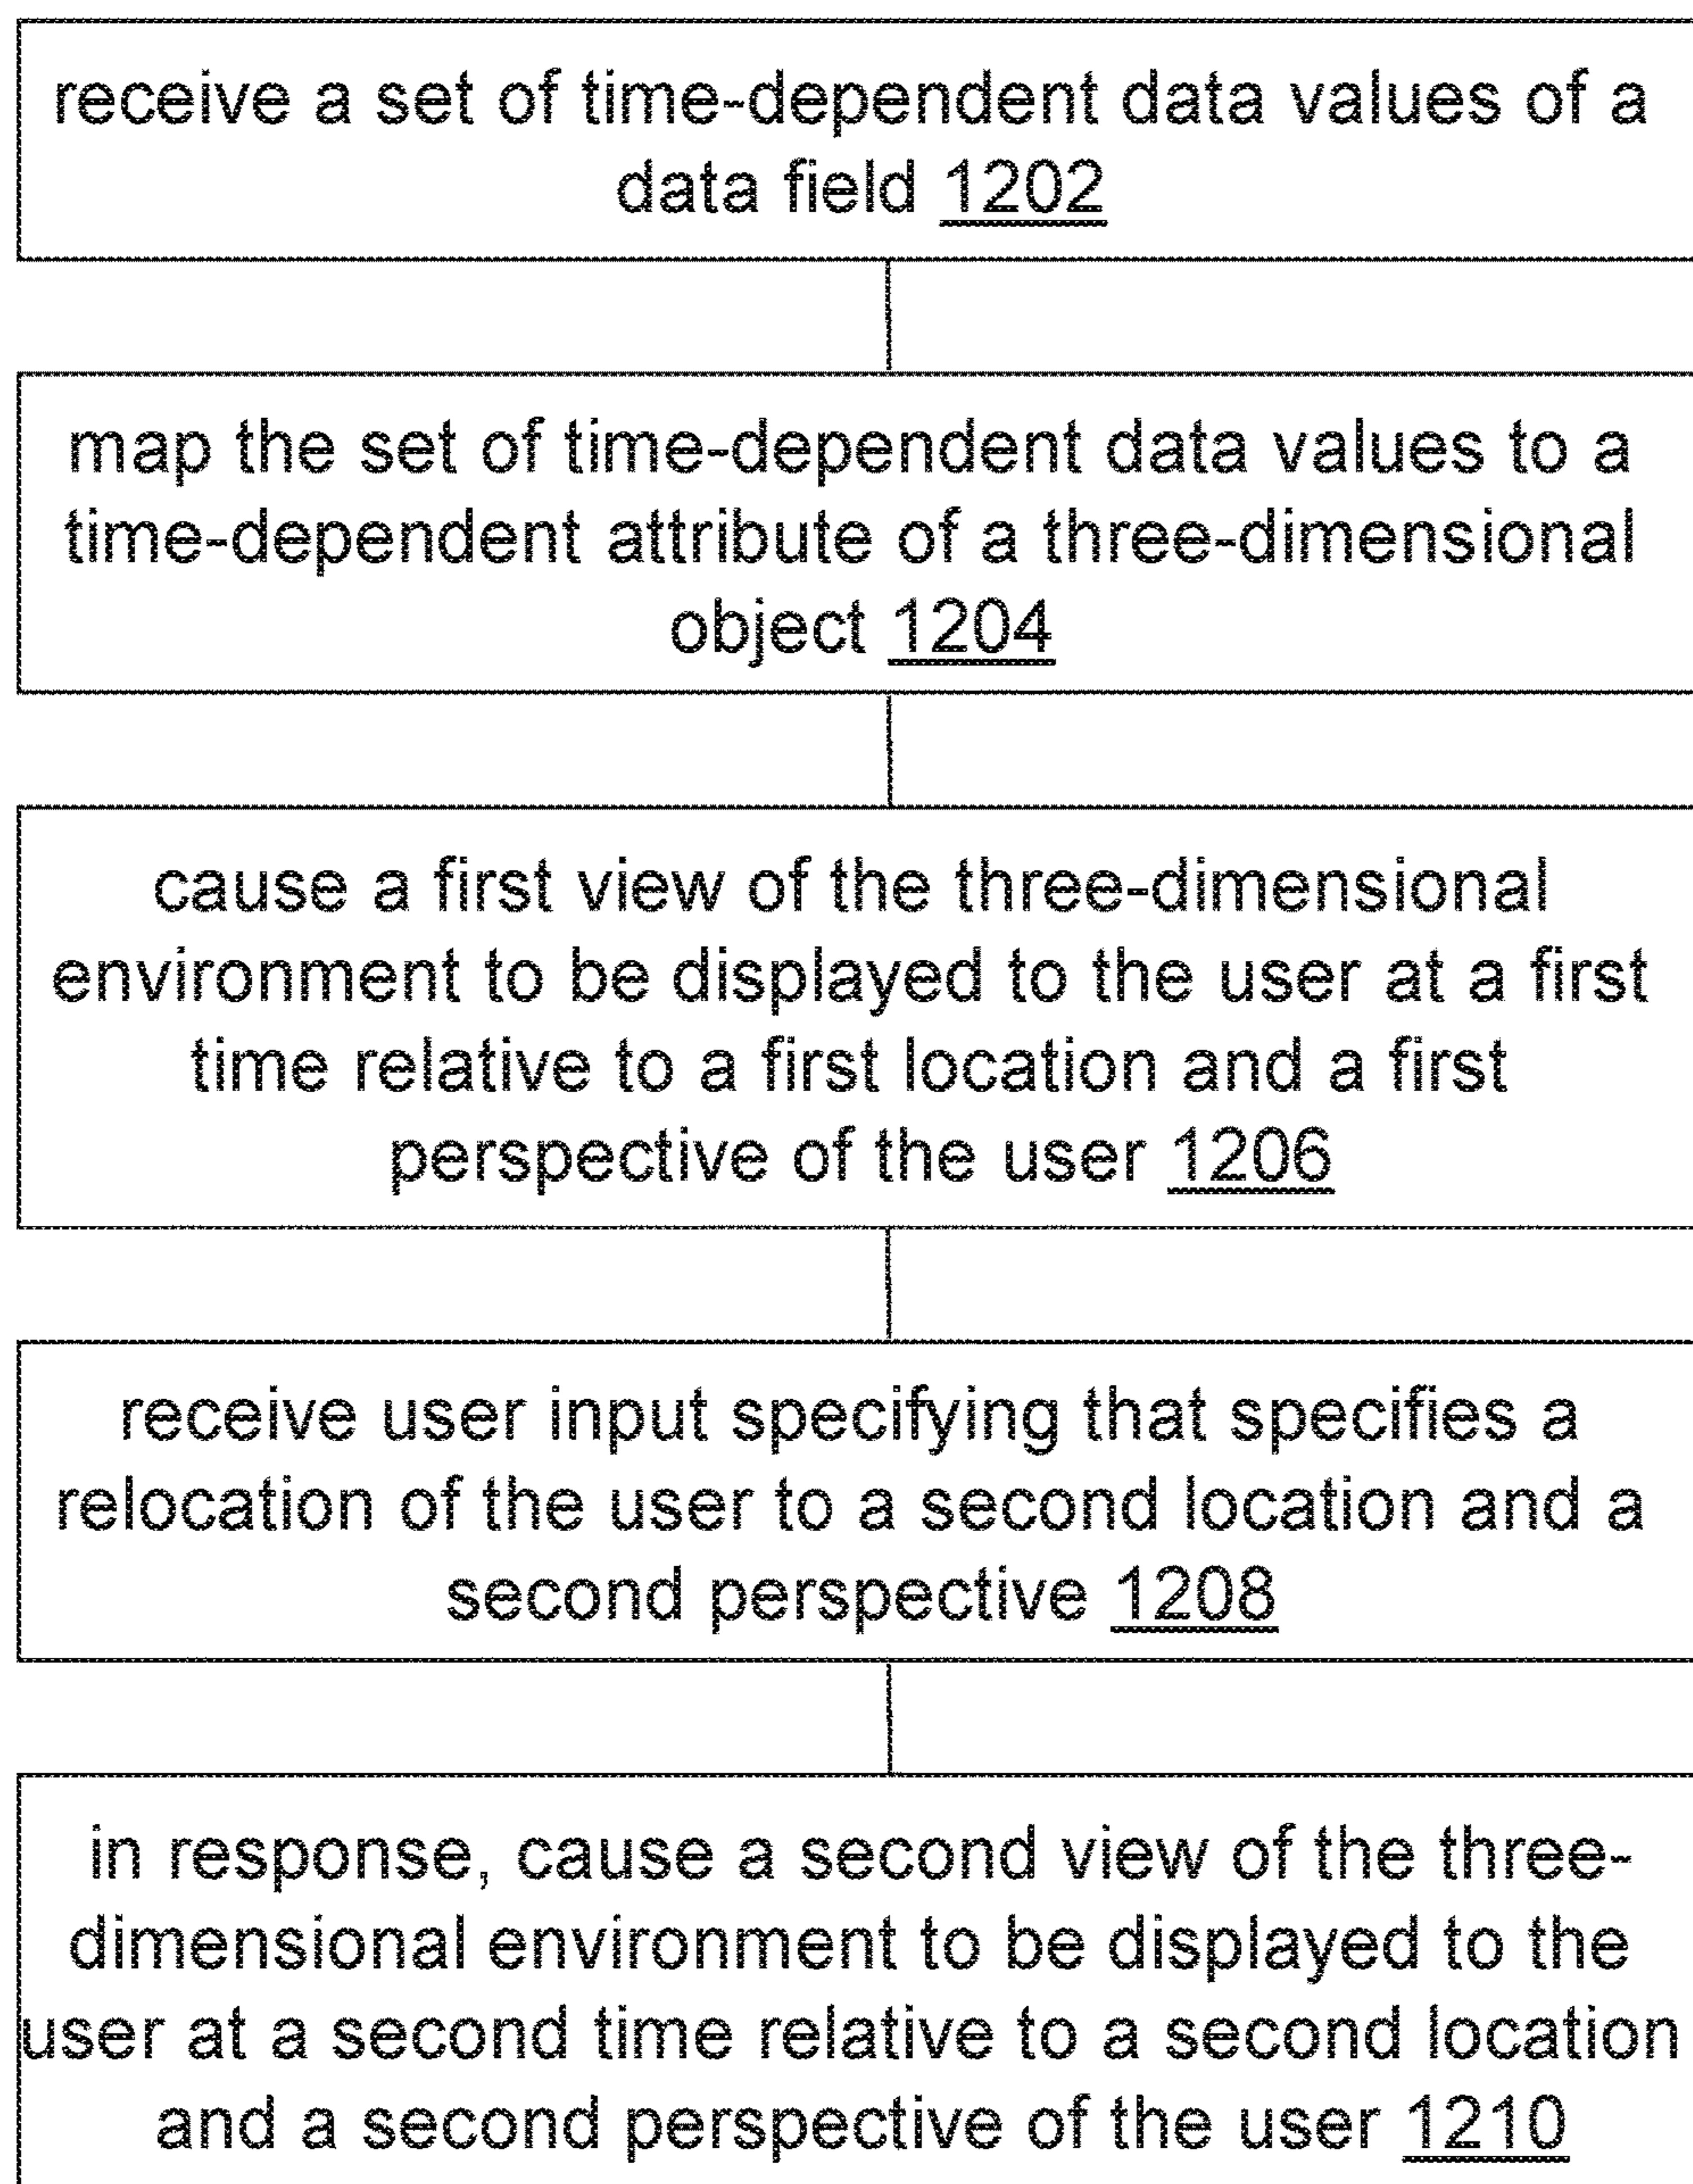 receive a set of time-dependent data values of a
data field 1202
map the set of time-dependent data values to a
time-dependent attribute of a three-dimensional
object 1204
cause a first view of the three-dimensional
environment to be displayed to the user at a first
time relative to a first location and a first
perspective of the user 1206
receive user input specifying that specifies a
relocation of the user to a second location and a
second perspective 1208
in response, cause a second view of the three-
dimensional environment to be displayed to the
user at a second time relative to a second location
and a second perspective of the user 1210